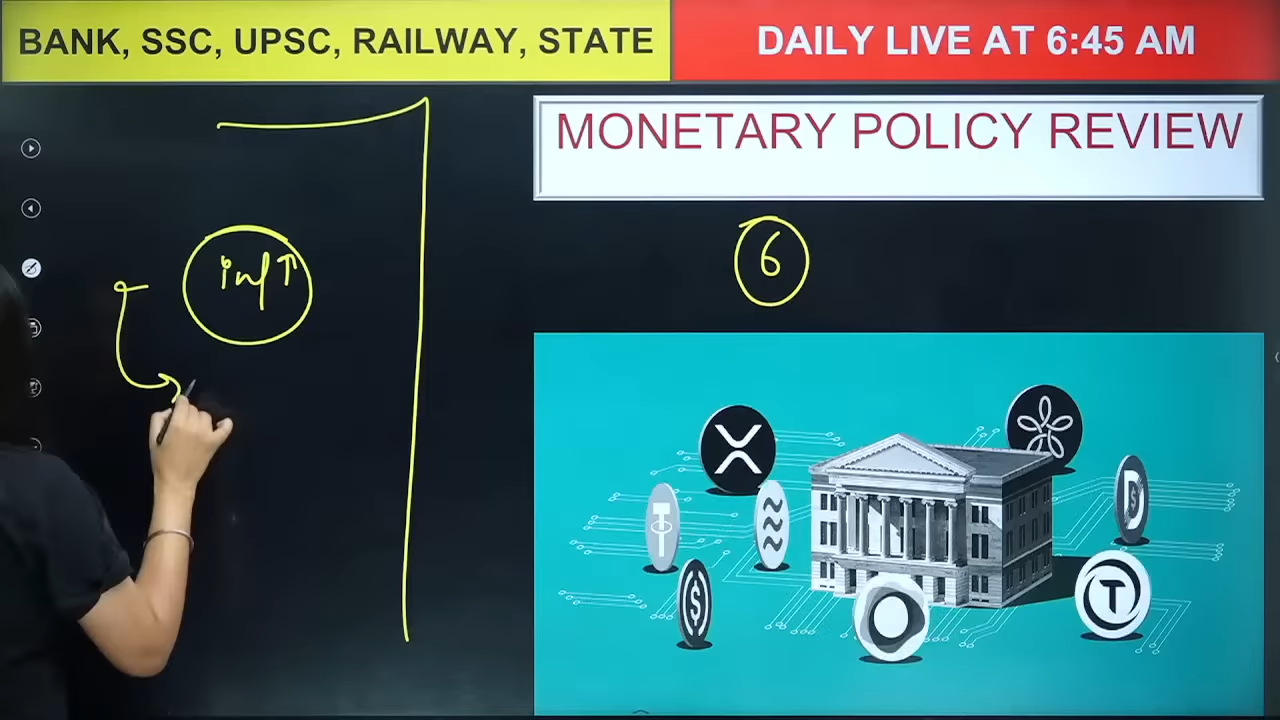 BANK, SSC, UPSC, RAILWAY, STATE
DAILY LIVE AT 6:45 AM
MONETARY POLICY REVIEW
inf↑
6